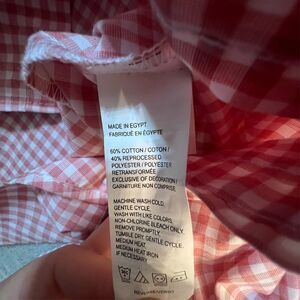 MADE IN EGYPT
FABRIQUÉ EN ÉGYPTE
60% COTTON / COTON /
40% REPROCESSED
POLYESTER / POLYESTER
RETRANSFORMÉE
EXCLUSIVE OF DECORATION /
GARNITURE NON COMPRISE
MACHINE WASH COLD,
GENTLE CYCLE.
WASH WITH LIKE COLORS.
NON-CHLORINE BLEACH ONLY.
REMOVE PROMPTLY.
TUMBLE DRY, GENTLE CYCLE.
MEDIUM HEAT.
MEDIUM HEAT IRON
IF NECESSARY.